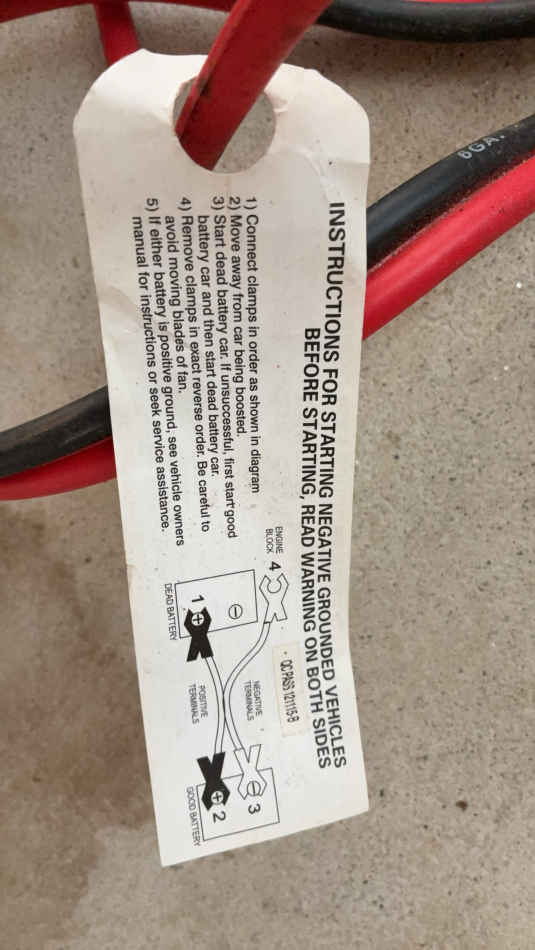 INSTRUCTIONS FOR STARTING NEGATIVE GROUNDED VEHICLES
BEFORE STARTING, READ WARNING ON BOTH SIDES
1) Connect clamps in order as shown in diagram
2) Move away from car being boosted.
3) Start dead battery car. If unsuccessful, first start good
battery car and then start dead battery car.
4) Remove clamps in exact reverse order. Be careful to
avoid moving blades of fan.
5) If either battery is positive ground, see vehicle owners
manual for instructions or seek service assistance.
ENGINE
BLOCK
4
1
+
−
DEAD BATTERY
QC PASS 121115-B
NEGATIVE
TERMINALS
POSITIVE
TERMINALS
− 3
+ 2
GOOD BATTERY
6GA.